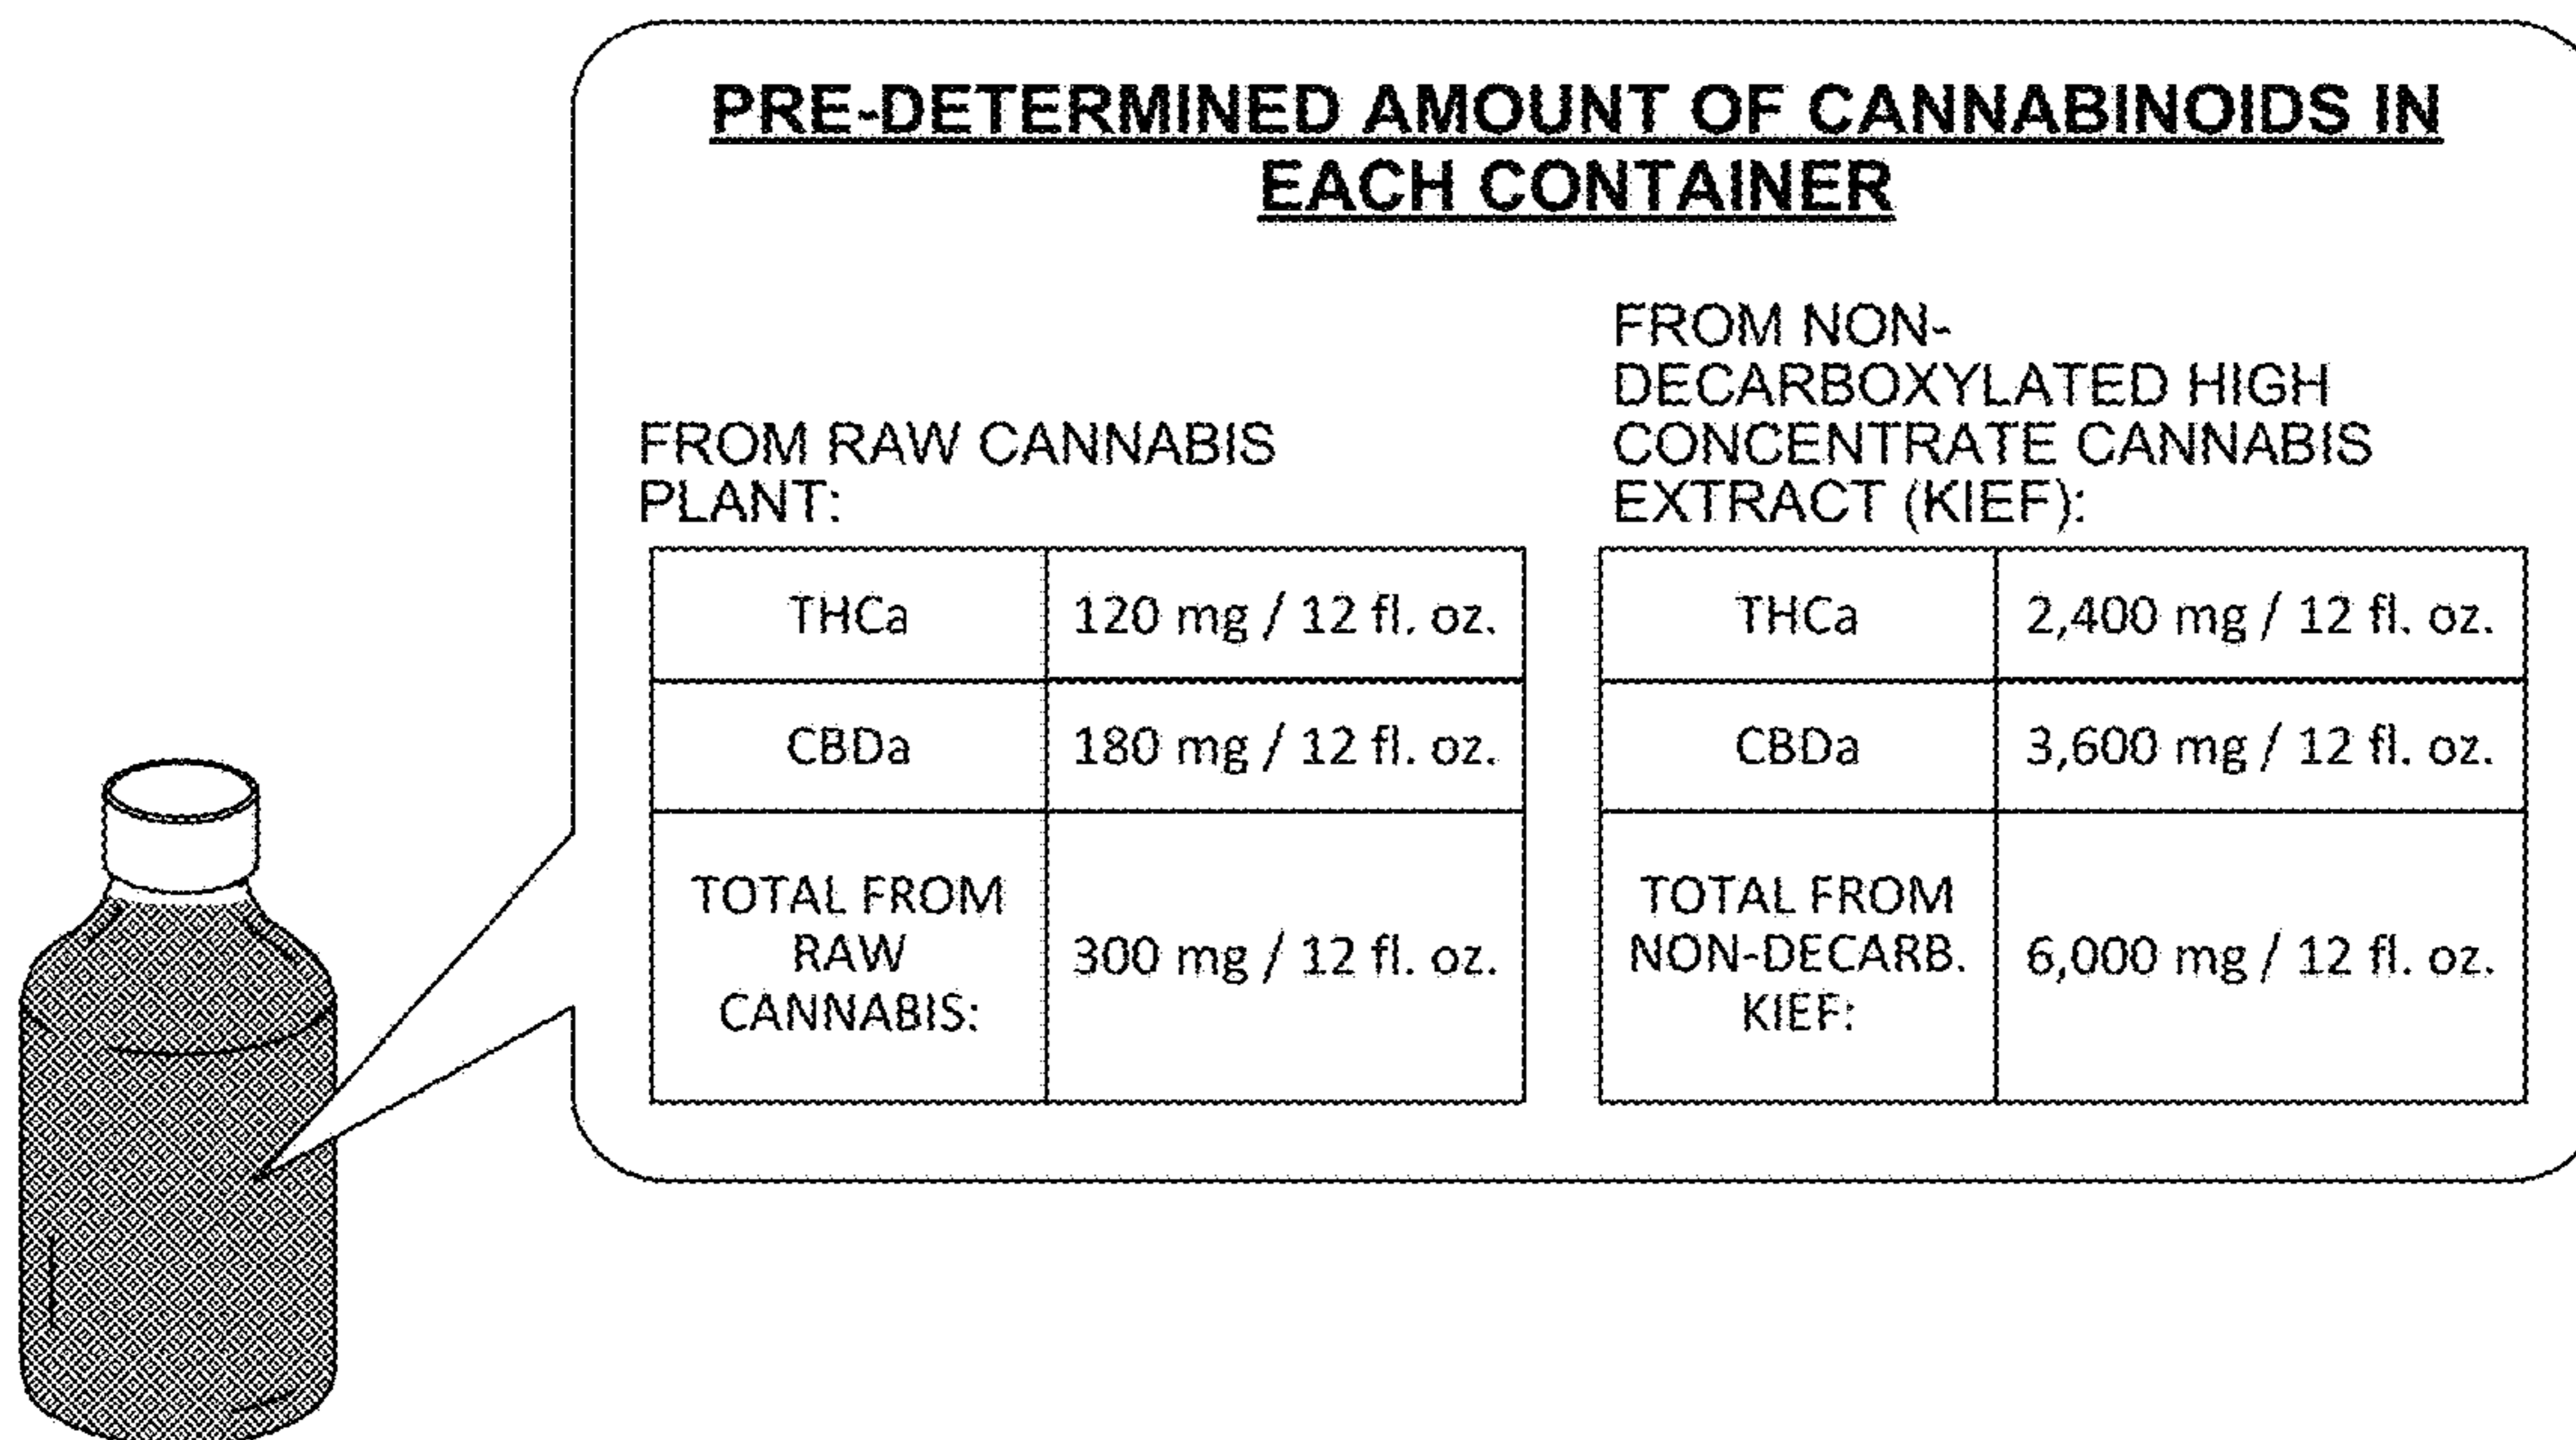 PRE-DETERMINED AMOUNT OF CANNABINOIDS IN
EACH CONTAINER
FROM RAW CANNABIS
PLANT:
THCa 120 mg / 12 fl. oz.
CBDa 180 mg / 12 fl. oz.
TOTAL FROM
RAW
CANNABIS:
300 mg / 12 fl. oz.
FROM NON-
DECARBOXYLATED HIGH
CONCENTRATE CANNABIS
EXTRACT (KIEF):
THCa 2,400 mg / 12 fl. oz.
CBDa 3,600 mg / 12 fl. oz.
TOTAL FROM
NON-DECARB.
KIEF:
6,000 mg / 12 fl. oz.